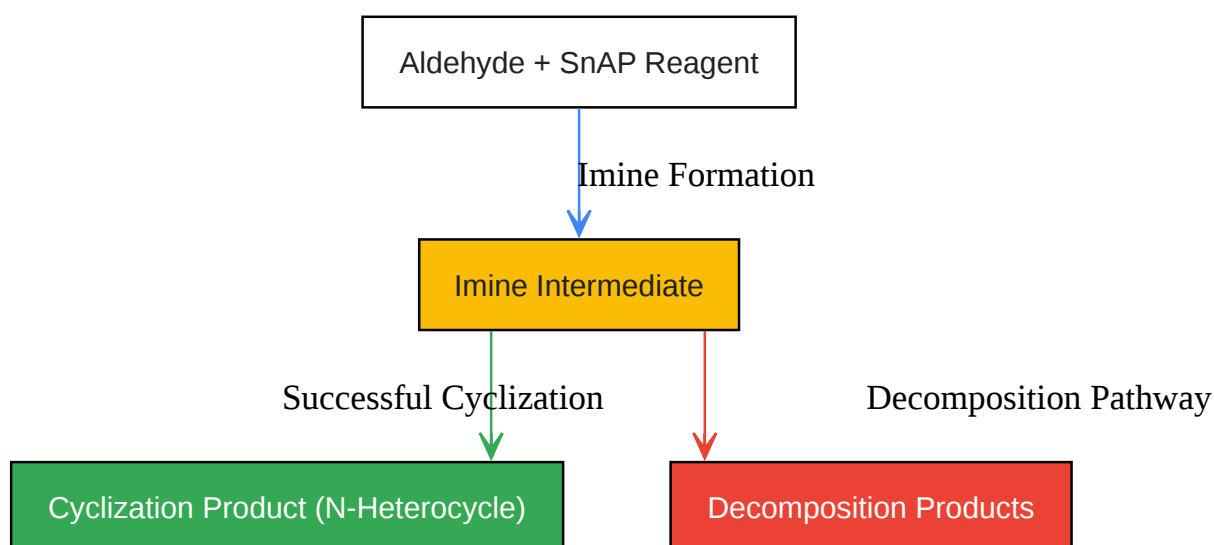 Aldehyde + SnAP Reagent
Imine Formation
Imine Intermediate
Successful Cyclization
Decomposition Pathway
Cyclization Product (N-Heterocycle)
Decomposition Products